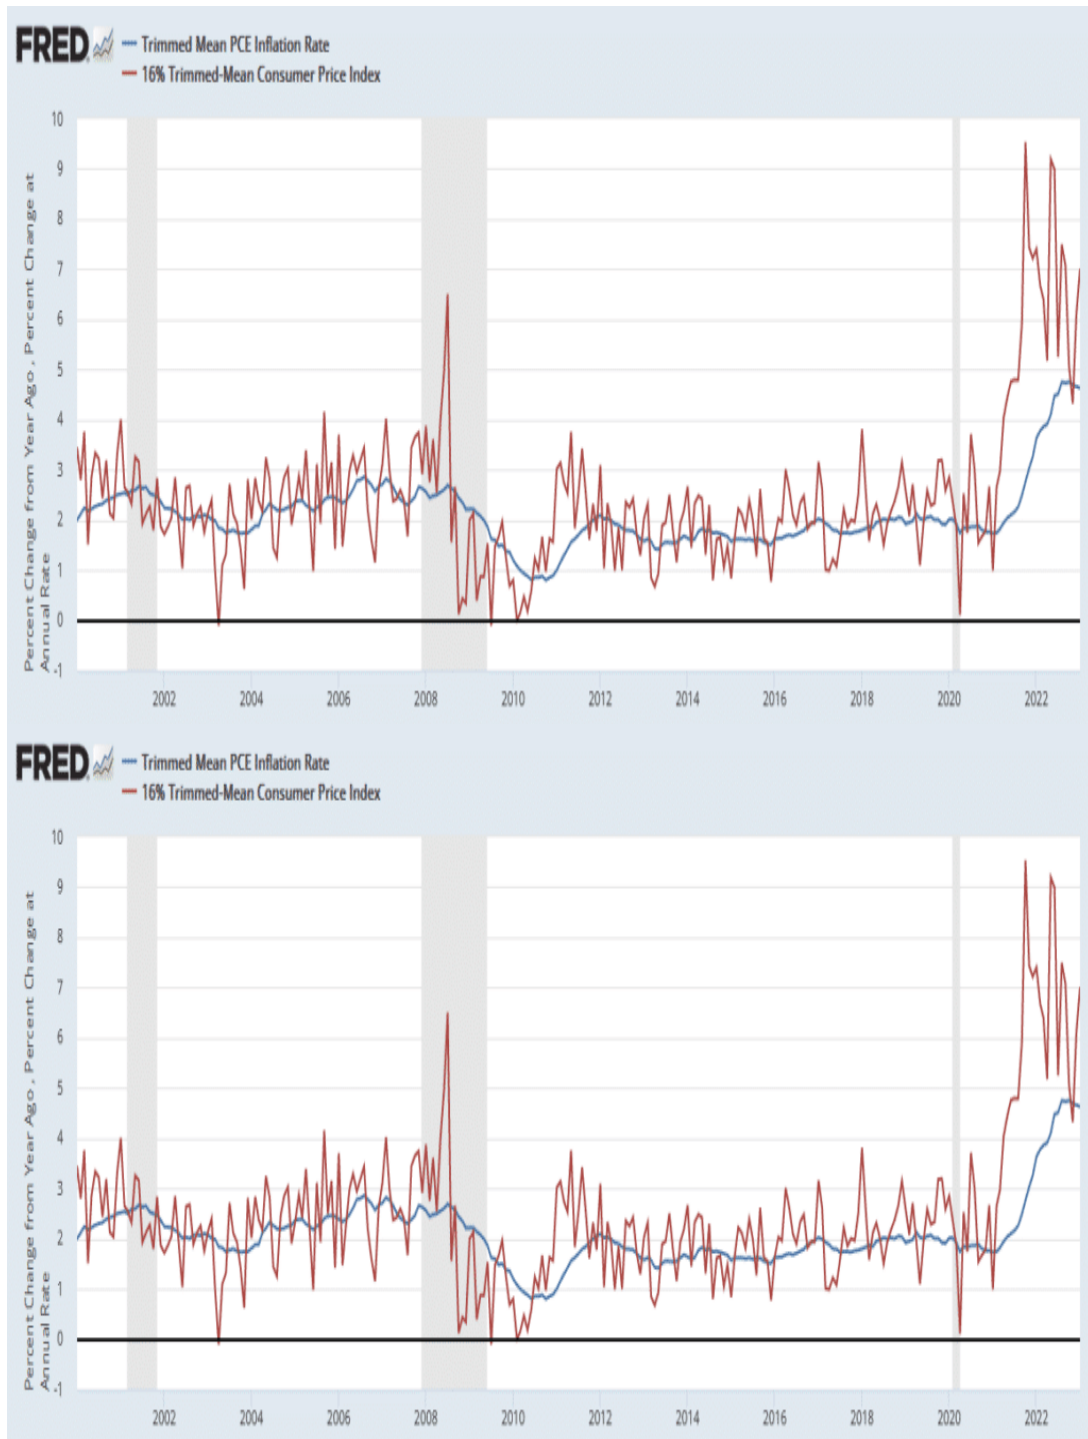 FRED
Trimmed Mean PCE Inflation Rate
16% Trimmed-Mean Consumer Price Index
Percent Change from Year Ago , Percent Change at
Annual Rate
10
9
8
7
6
5
4
3
2
1
0
-1
2002 2004 2006 2008 2010 2012 2014 2016 2018 2020 2022
FRED
Trimmed Mean PCE Inflation Rate
16% Trimmed-Mean Consumer Price Index
Percent Change from Year Ago , Percent Change at
Annual Rate
10
9
8
7
6
5
4
3
2
1
0
-1
2002 2004 2006 2008 2010 2012 2014 2016 2018 2020 2022